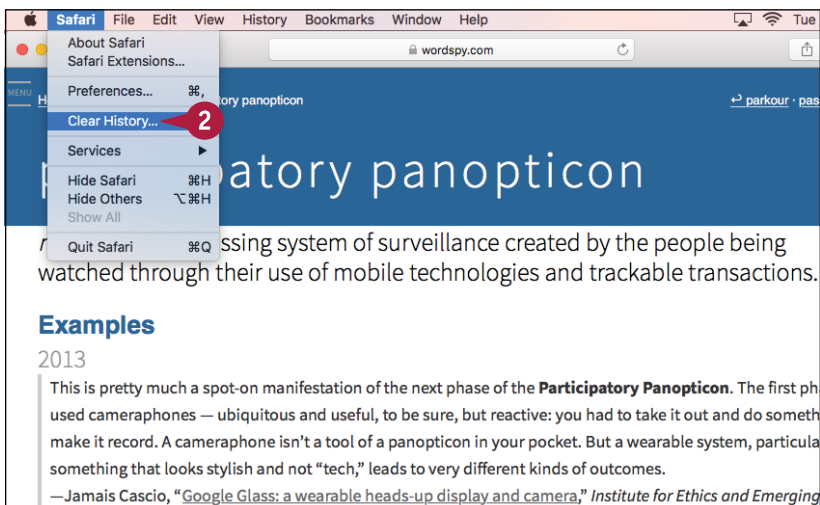 Safari File Edit View History Bookmarks Window Help Tue
About Safari
Safari Extensions...
wordspy.com
Preferences... ⌘,
MENU
H
ory panopticon
↩ parkour · pas
Clear History...
2
Services ▶
p
atory panopticon
Hide Safari ⌘H
Hide Others ⌥⌘H
Show All
Quit Safari ⌘Q
ssing system of surveillance created by the people being
watched through their use of mobile technologies and trackable transactions.
Examples
2013
This is pretty much a spot-on manifestation of the next phase of the Participatory Panopticon. The first ph
used cameraphones — ubiquitous and useful, to be sure, but reactive: you had to take it out and do someth
make it record. A cameraphone isn’t a tool of a panopticon in your pocket. But a wearable system, particula
something that looks stylish and not “tech,” leads to very different kinds of outcomes.
—Jamais Cascio, “Google Glass: a wearable heads-up display and camera,” Institute for Ethics and Emerging